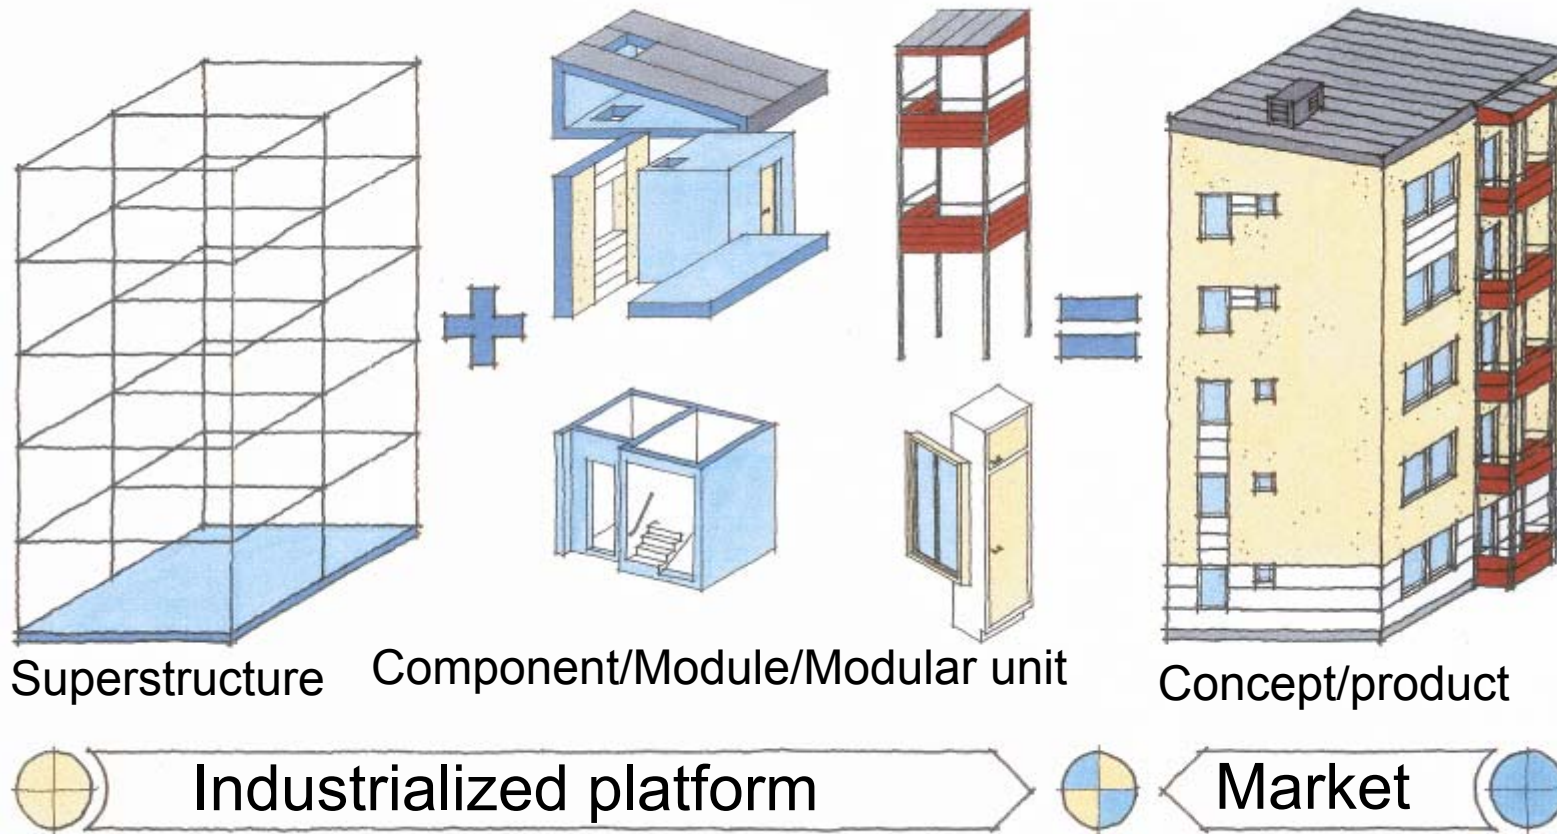 Superstructure
Component/Module/Modular unit
Concept/product
Industrialized platform
Market